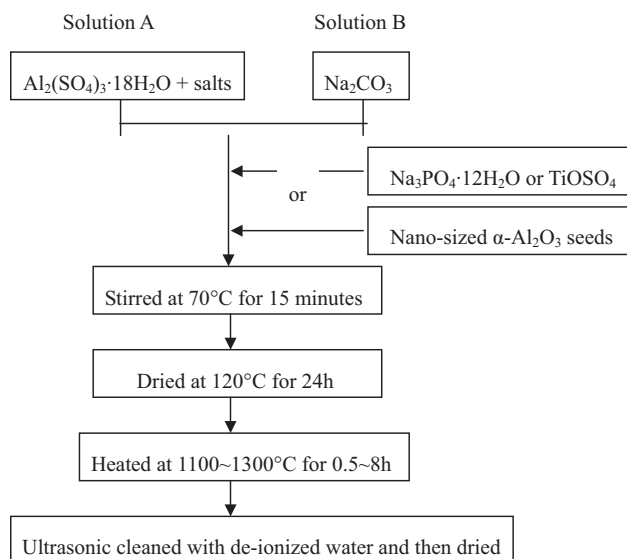 Solution A
Solution B
Al₂(SO₄)₃·18H₂O + salts
Na₂CO₃
Na₃PO₄·12H₂O or TiOSO₄
or
Nano-sized α-Al₂O₃ seeds
Stirred at 70°C for 15 minutes
Dried at 120°C for 24h
Heated at 1100~1300°C for 0.5~8h
Ultrasonic cleaned with de-ionized water and then dried